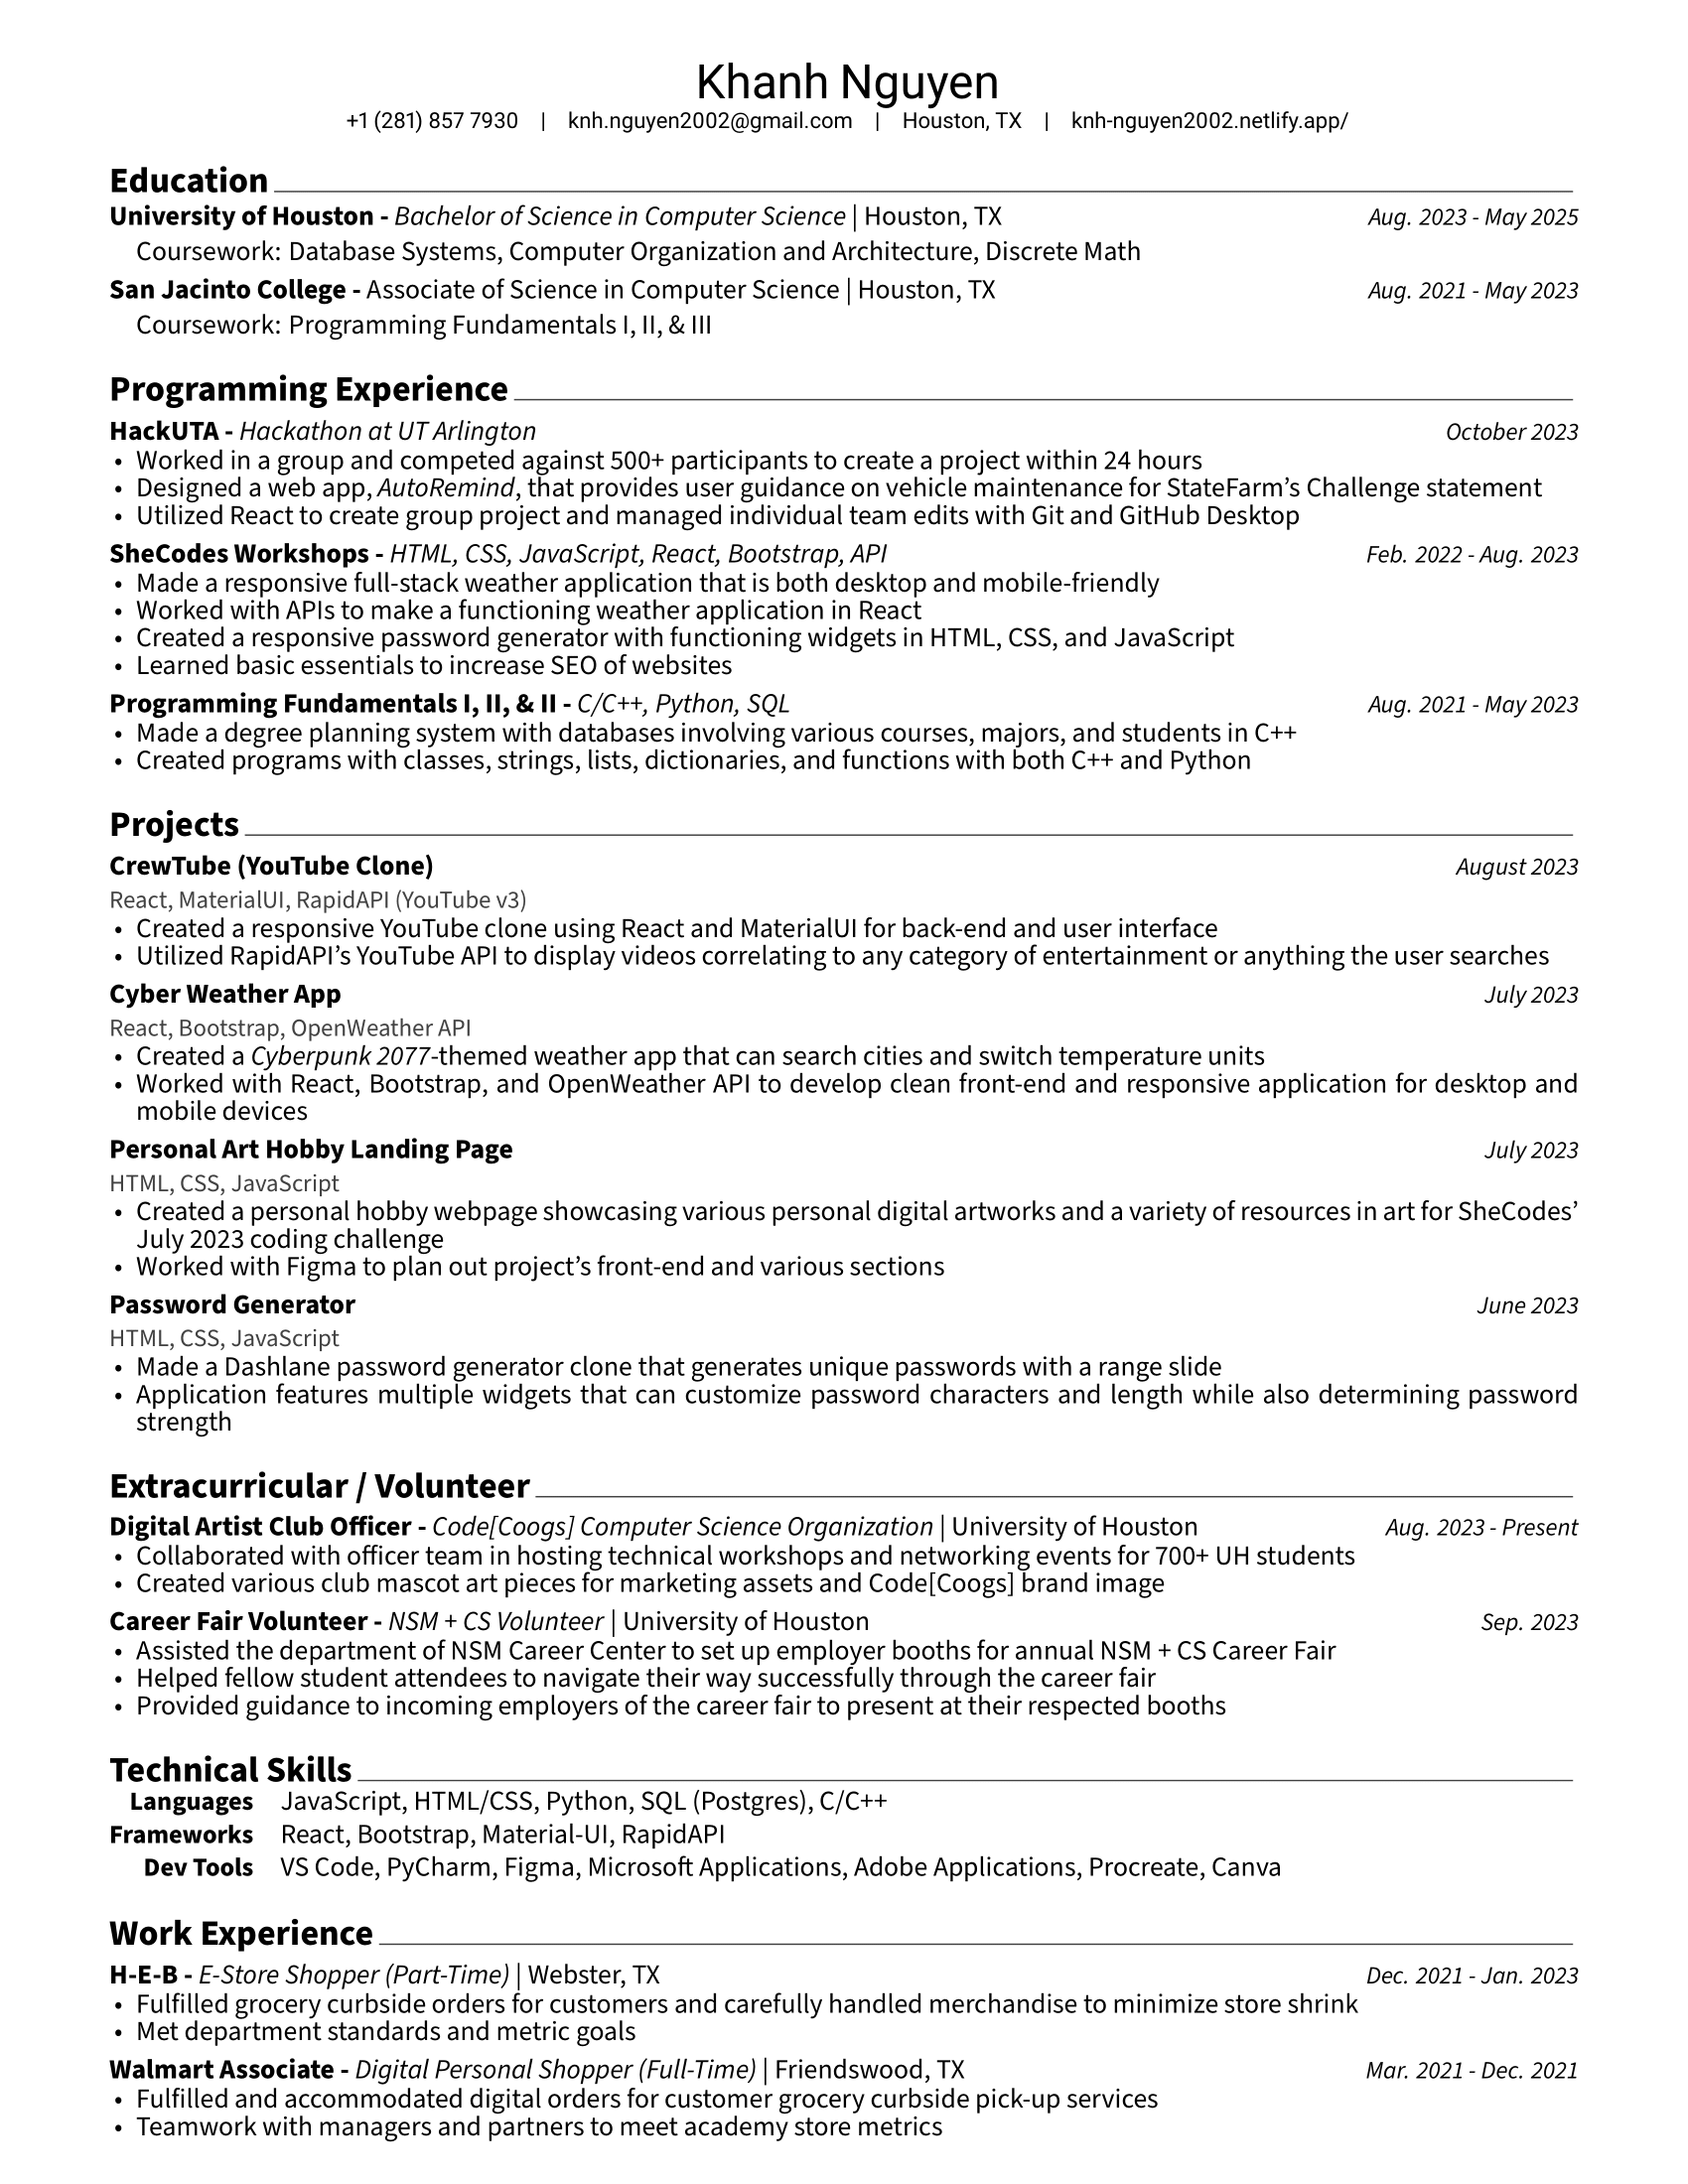 Khanh Nguyen
+1 (281) 857 7930 | knh.nguyen2002@gmail.com | Houston, TX | knh-nguyen2002.netlify.app/
Education
University of Houston - Bachelor of Science in Computer Science | Houston, TX Aug. 2023 - May 2025
Coursework: Database Systems, Computer Organization and Architecture, Discrete Math
San Jacinto College - Associate of Science in Computer Science | Houston, TX Aug. 2021 - May 2023
Coursework: Programming Fundamentals I, II, & III
Programming Experience
HackUTA - Hackathon at UT Arlington October 2023
• Worked in a group and competed against 500+ participants to create a project within 24 hours
• Designed a web app, AutoRemind, that provides user guidance on vehicle maintenance for StateFarm’s Challenge statement
• Utilized React to create group project and managed individual team edits with Git and GitHub Desktop
SheCodes Workshops - HTML, CSS, JavaScript, React, Bootstrap, API Feb. 2022 - Aug. 2023
• Made a responsive full-stack weather application that is both desktop and mobile-friendly
• Worked with APIs to make a functioning weather application in React
• Created a responsive password generator with functioning widgets in HTML, CSS, and JavaScript
• Learned basic essentials to increase SEO of websites
Programming Fundamentals I, II, & II - C/C++, Python, SQL Aug. 2021 - May 2023
• Made a degree planning system with databases involving various courses, majors, and students in C++
• Created programs with classes, strings, lists, dictionaries, and functions with both C++ and Python
Projects
CrewTube (YouTube Clone) August 2023
React, MaterialUI, RapidAPI (YouTube v3)
• Created a responsive YouTube clone using React and MaterialUI for back-end and user interface
• Utilized RapidAPI’s YouTube API to display videos correlating to any category of entertainment or anything the user searches
Cyber Weather App July 2023
React, Bootstrap, OpenWeather API
• Created a Cyberpunk 2077-themed weather app that can search cities and switch temperature units
• Worked with React, Bootstrap, and OpenWeather API to develop clean front-end and responsive application for desktop and
mobile devices
Personal Art Hobby Landing Page July 2023
HTML, CSS, JavaScript
• Created a personal hobby webpage showcasing various personal digital artworks and a variety of resources in art for SheCodes’
July 2023 coding challenge
• Worked with Figma to plan out project’s front-end and various sections
Password Generator June 2023
HTML, CSS, JavaScript
• Made a Dashlane password generator clone that generates unique passwords with a range slide
• Application features multiple widgets that can customize password characters and length while also determining password
strength
Extracurricular / Volunteer
Digital Artist Club Officer - Code[Coogs] Computer Science Organization | University of Houston Aug. 2023 - Present
• Collaborated with officer team in hosting technical workshops and networking events for 700+ UH students
• Created various club mascot art pieces for marketing assets and Code[Coogs] brand image
Career Fair Volunteer - NSM + CS Volunteer | University of Houston Sep. 2023
• Assisted the department of NSM Career Center to set up employer booths for annual NSM + CS Career Fair
• Helped fellow student attendees to navigate their way successfully through the career fair
• Provided guidance to incoming employers of the career fair to present at their respected booths
Technical Skills
Languages JavaScript, HTML/CSS, Python, SQL (Postgres), C/C++
Frameworks React, Bootstrap, Material-UI, RapidAPI
Dev Tools VS Code, PyCharm, Figma, Microsoft Applications, Adobe Applications, Procreate, Canva
Work Experience
H-E-B - E-Store Shopper (Part-Time) | Webster, TX Dec. 2021 - Jan. 2023
• Fulfilled grocery curbside orders for customers and carefully handled merchandise to minimize store shrink
• Met department standards and metric goals
Walmart Associate - Digital Personal Shopper (Full-Time) | Friendswood, TX Mar. 2021 - Dec. 2021
• Fulfilled and accommodated digital orders for customer grocery curbside pick-up services
• Teamwork with managers and partners to meet academy store metrics